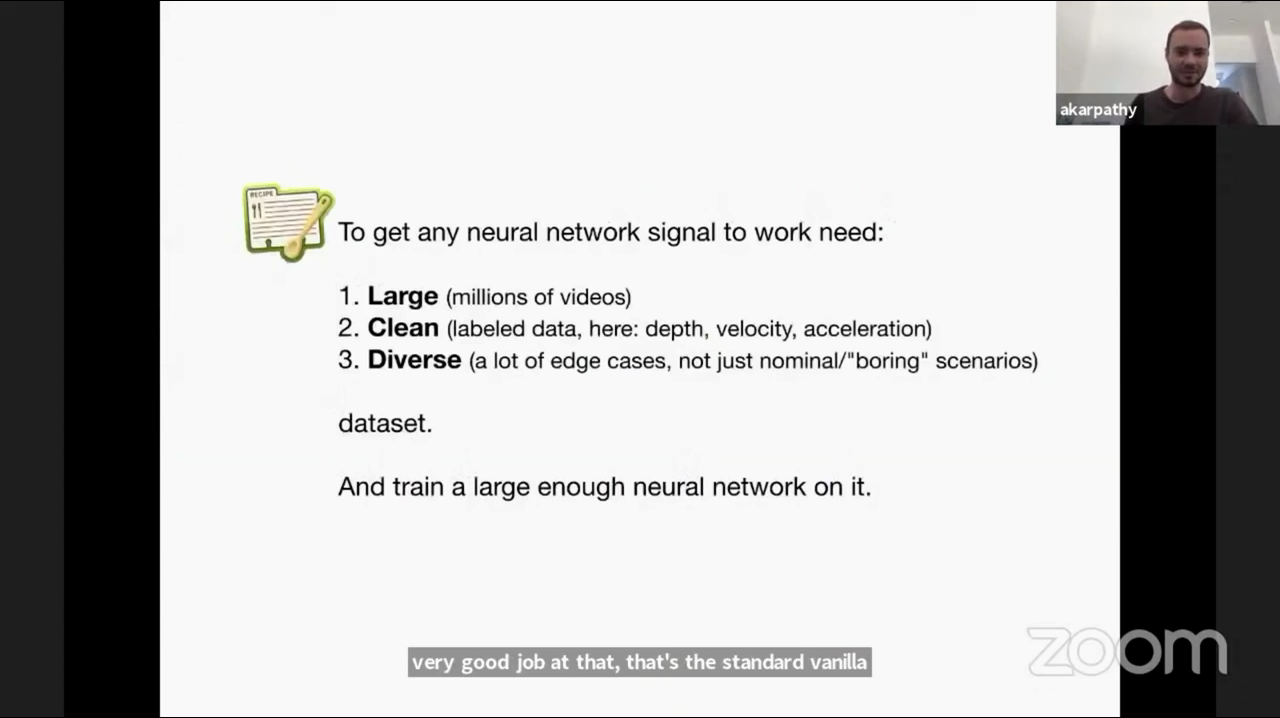 akarpathy
RECIPE
To get any neural network signal to work need:
1. Large (millions of videos)
2. Clean (labeled data, here: depth, velocity, acceleration)
3. Diverse (a lot of edge cases, not just nominal/"boring" scenarios)
dataset.
And train a large enough neural network on it.
very good job at that, that's the standard vanilla
zoom